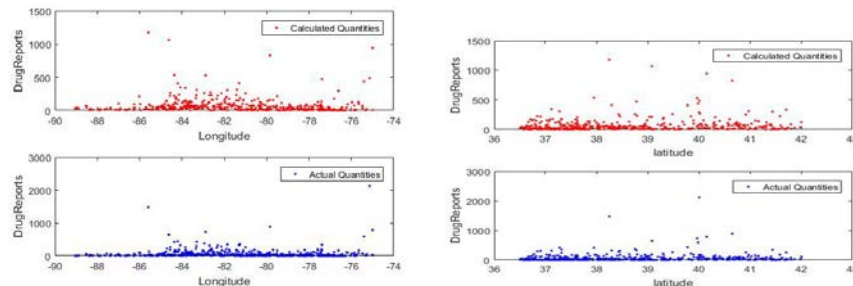 1500
1000
500
0
DrugReports
Calculated Quantities
-90 -88 -86 -84 -82 -80 -78 -76 -74
Longitude
3000
2000
1000
0
DrugReports
Actual Quantities
-90 -88 -86 -84 -82 -80 -78 -76 -74
Longitude
1500
1000
500
0
DrugReports
Calculated Quantities
36 37 38 39 40 41 42 43
latitude
3000
2000
1000
0
DrugReports
Actual Quantities
36 37 38 39 40 41 42 43
latitude